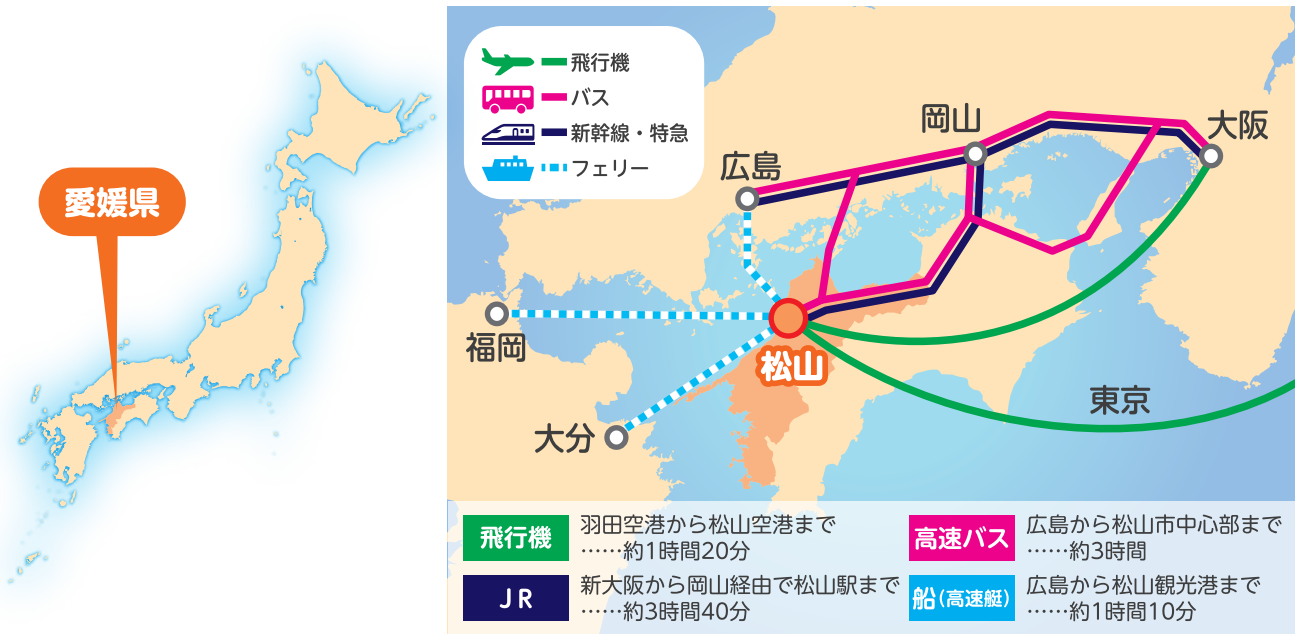 愛媛県
飛行機
バス
新幹線・特急
フェリー
岡山
大阪
広島
福岡
松山
東京
大分
飛行機
羽田空港から松山空港まで
……約1時間20分
高速バス
広島から松山市中心部まで
……約3時間
JR
新大阪から岡山経由で松山駅まで
……約3時間40分
船(高速艇)
広島から松山観光港まで
……約1時間10分